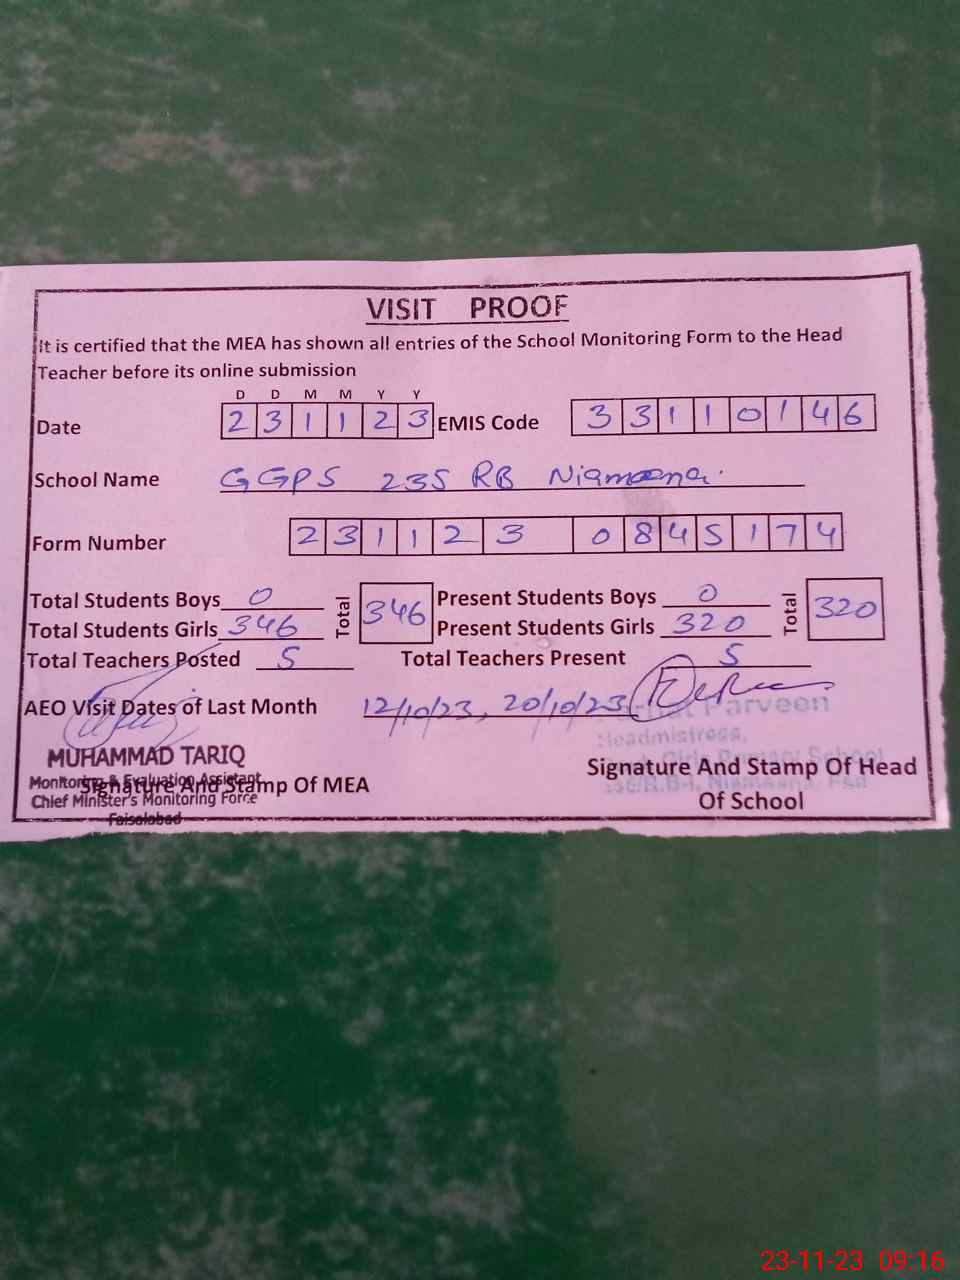 VISIT PROOF
It is certified that the MEA has shown all entries of the School Monitoring Form to the Head
Teacher before its online submission
D D M M Y Y
Date 2 3 1 1 2 3 EMIS Code 3 3 1 1 0 1 4 6
School Name GGPS 235 RB Niamoana
Form Number 2 3 1 1 2 3 0 8 4 5 1 7 4
Total Students Boys 0 Total 346 Present Students Boys 0 Total 320
Total Students Girls 346 Present Students Girls 320
Total Teachers Posted 5 Total Teachers Present 5
AEO Visit Dates of Last Month 12/10/23, 20/10/23
Parveen
Headmistress,
MUHAMMAD TARIQ
Girls Primary School
Monitoring & Evaluation Assistant
Signature And Stamp Of MEA
Signature And Stamp Of Head
Of School
Chief Minister's Monitoring Force
Faisalabad
23-11-23 09:16